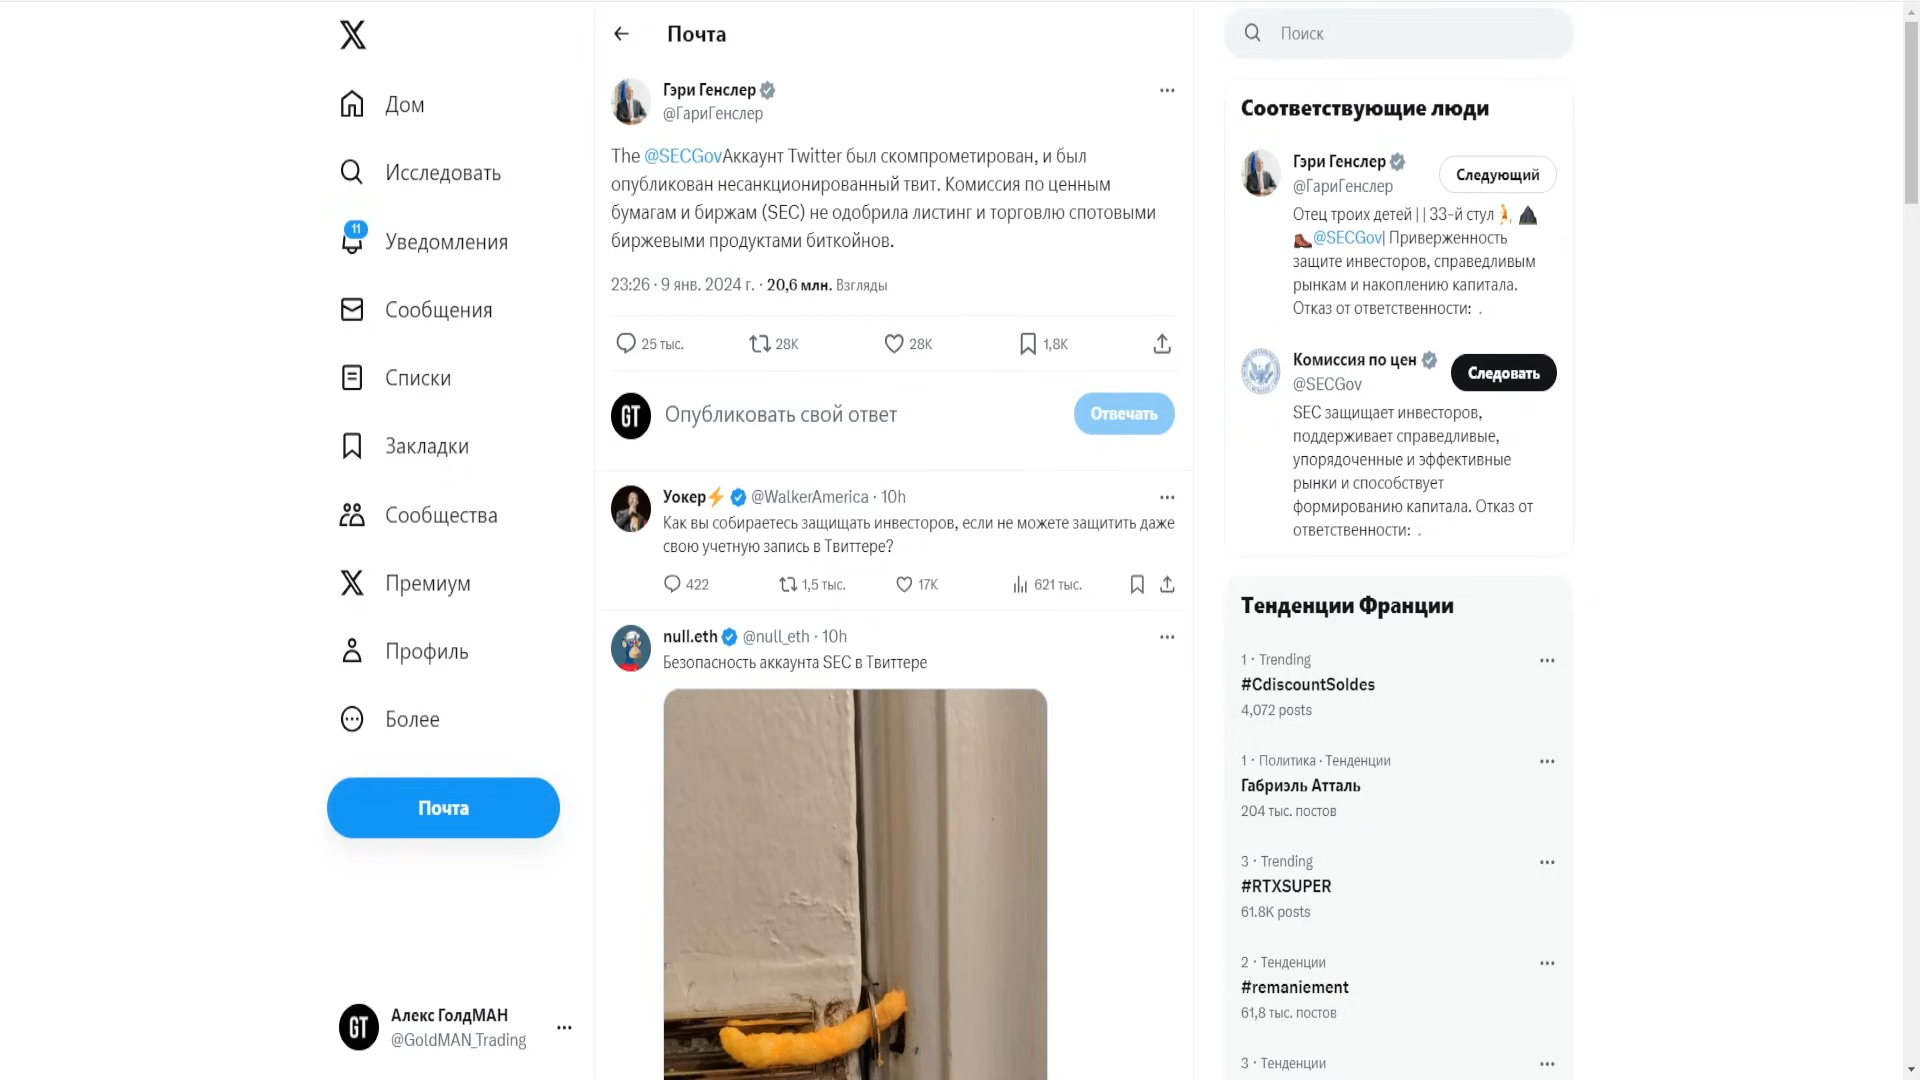 Дом
Исследовать
11
Уведомления
Сообщения
Списки
Закладки
Сообщества
Премиум
Профиль
Более
Почта
GT
Алекс ГолдМАН
@GoldMAN_Trading
Почта
Гэри Генслер
@ГариГенслер
The @SECGovАккаунт Twitter был скомпрометирован, и был
опубликован несанкционированный твит. Комиссия по ценным
бумагам и биржам (SEC) не одобрила листинг и торговлю спотовыми
биржевыми продуктами биткойнов.
23:26 · 9 янв. 2024 г. · 20,6 млн. Взгляды
25 тыс. 28K 28K 1,8K
GT Опубликовать свой ответ Отвечать
Уокер⚡ @WalkerAmerica · 10h
Как вы собираетесь защищать инвесторов, если не можете защитить даже
свою учетную запись в Твиттере?
422 1,5 тыс. 17K 621 тыс.
null.eth @null_eth · 10h
Безопасность аккаунта SEC в Твиттере
Поиск
Соответствующие люди
Гэри Генслер
@ГариГенслер
Следующий
Отец троих детей || 33-й стул
@SECGov| Приверженность
защите инвесторов, справедливым
рынкам и накоплению капитала.
Отказ от ответственности: .
Комиссия по цен
@SECGov
Следовать
SEC защищает инвесторов,
поддерживает справедливые,
упорядоченные и эффективные
рынки и способствует
формированию капитала. Отказ от
ответственности: .
Тенденции Франции
1 · Trending
#CdiscountSoldes
4,072 posts
1 · Политика · Тенденции
Габриэль Атталь
204 тыс. постов
3 · Trending
#RTXSUPER
61.8K posts
2 · Тенденции
#remaniement
61,8 тыс. постов
3 · Тенденции